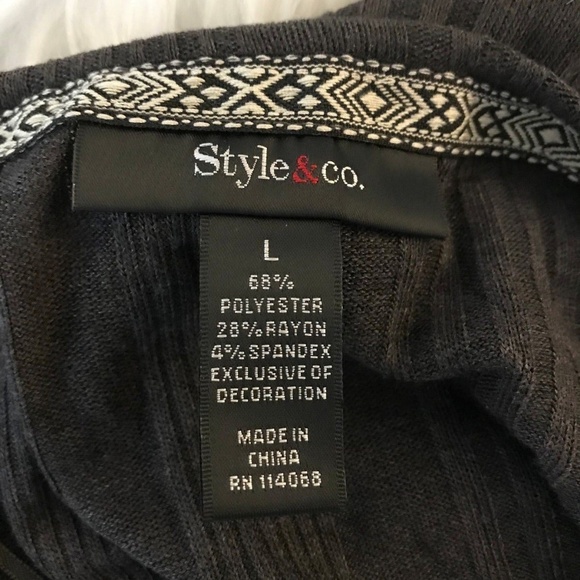 Style&co.
L
68%
POLYESTER
28% RAYON
4% SPANDEX
EXCLUSIVE OF
DECORATION
MADE IN
CHINA
RN 114068